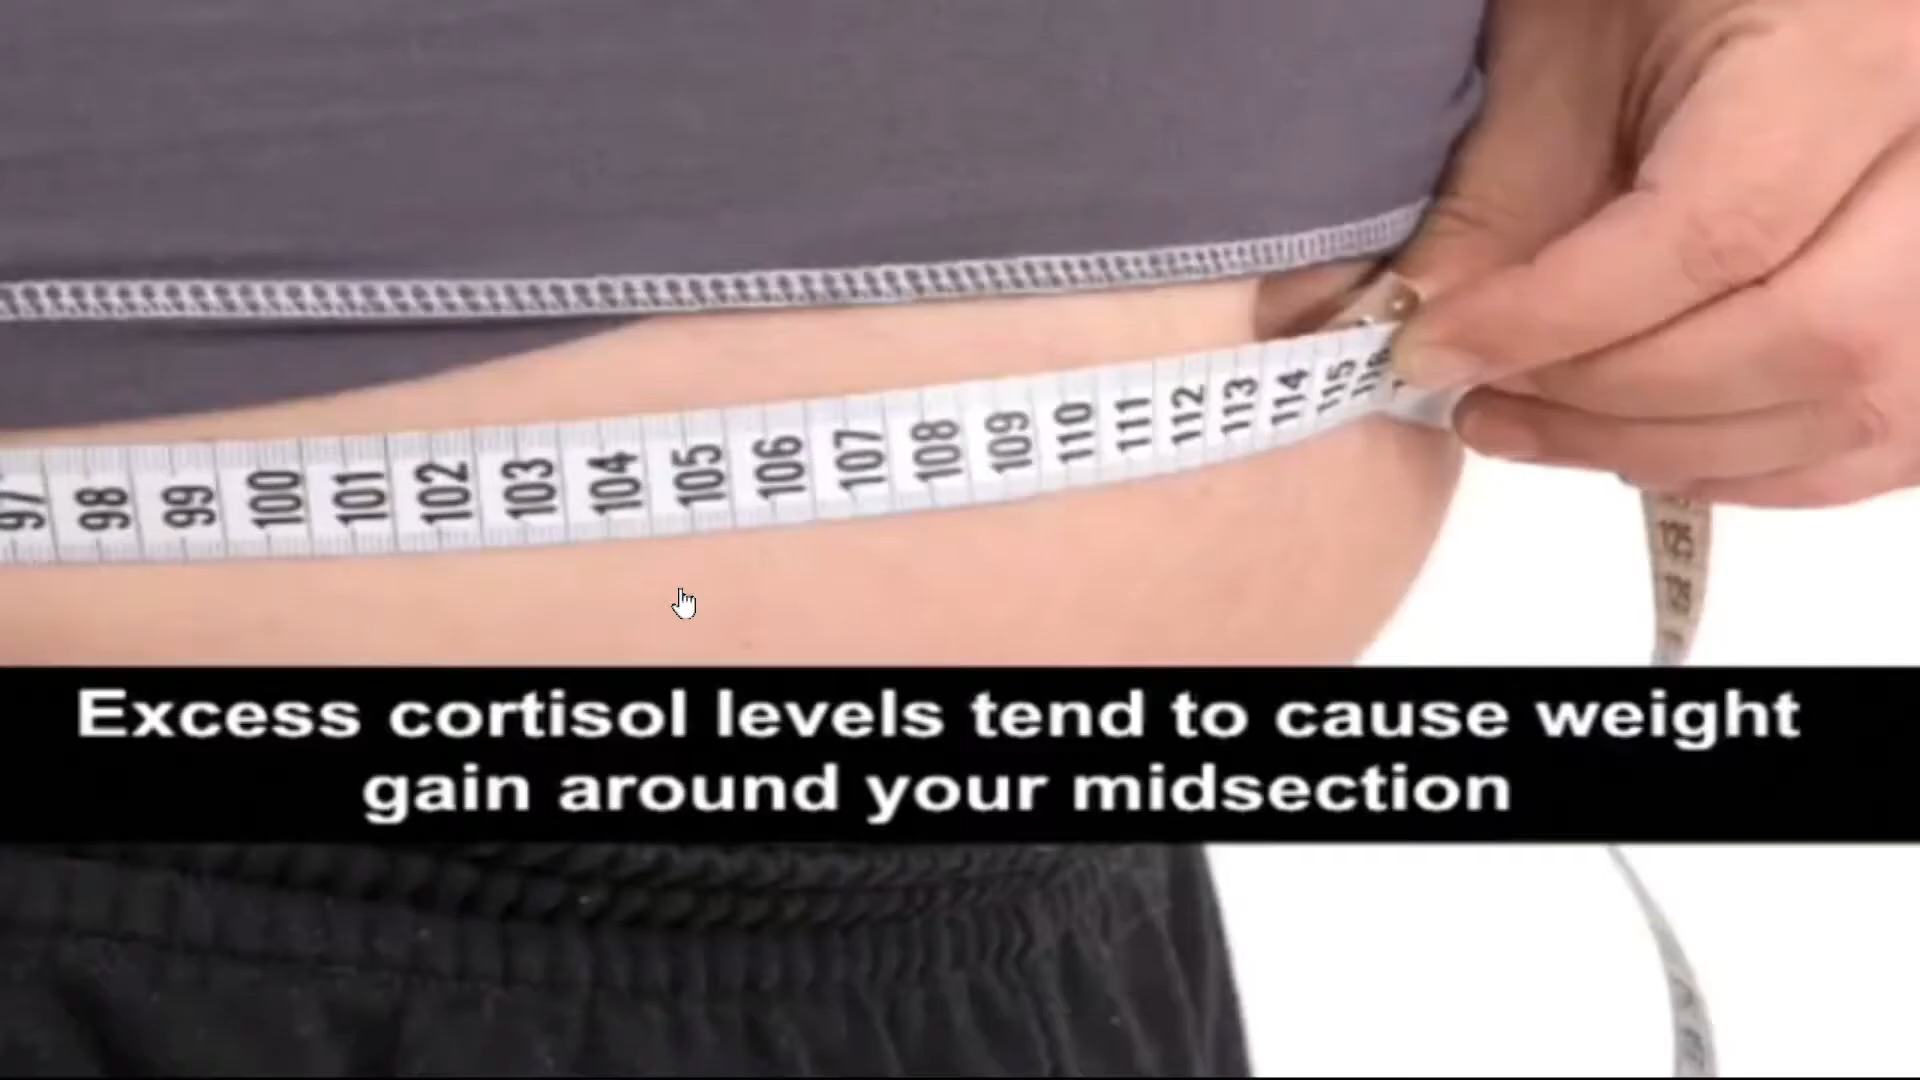 97 98 99 100 101 102 103 104 105 106 107 108 109 110 111 112 113 114 115 116
Excess cortisol levels tend to cause weight
gain around your midsection